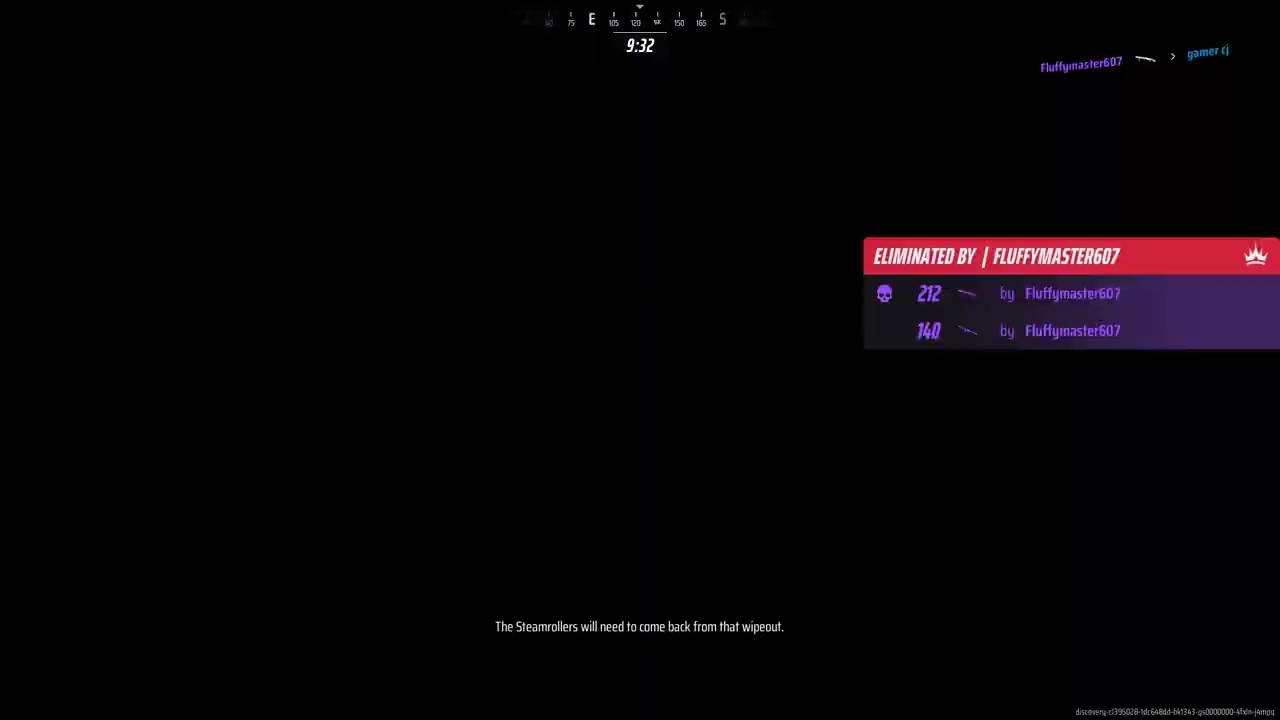 75 E 105 120 150 165 S
9:32
Fluffymaster607 > gamer cj
ELIMINATED BY | FLUFFYMASTER607
212 by Fluffymaster607
140 by Fluffymaster607
The Steamrollers will need to come back from that wipeout.